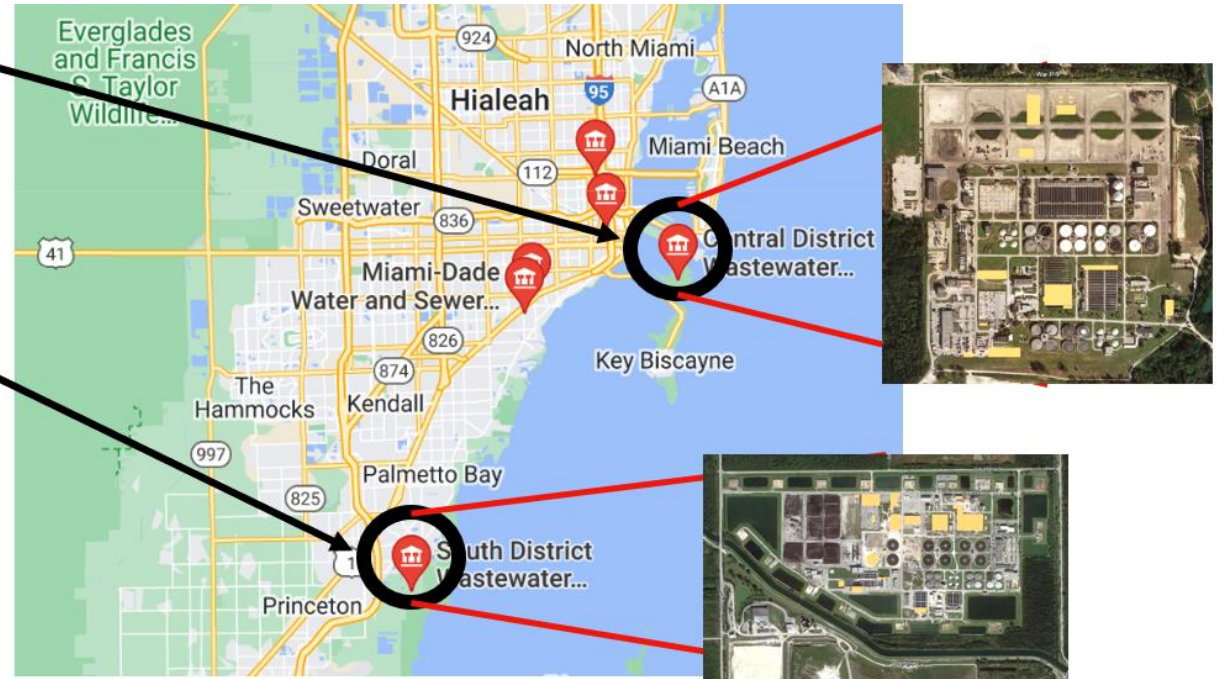 Everglades
and Francis
S. Taylor
Wildlife...
924
North Miami
95
A1A
Hialeah
Doral
112
Miami Beach
Sweetwater
836
41
Central District
Wastewater...
Miami-Dade
Water and Sewer...
826
Key Biscayne
874
The
Hammocks
Kendall
997
Palmetto Bay
825
1
South District
Wastewater...
Princeton